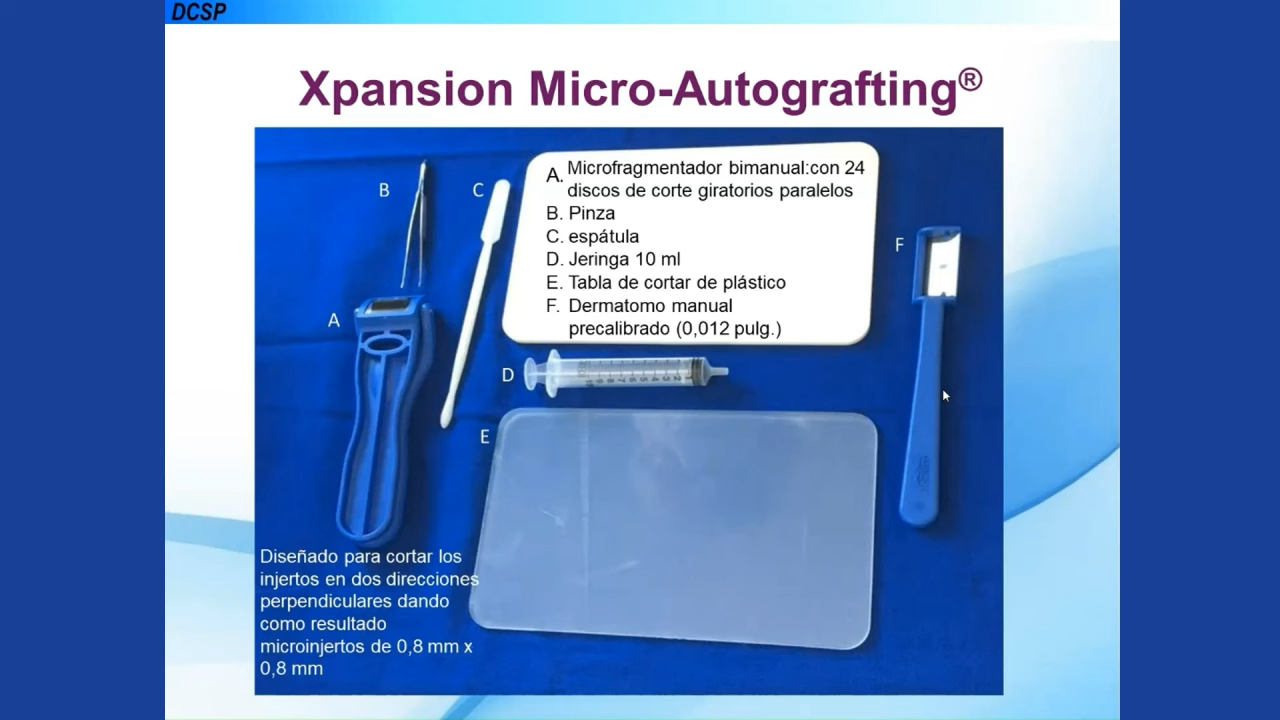 DCSP
Xpansion Micro-Autografting®
A. Microfragmentador bimanual:con 24
discos de corte giratorios paralelos
B. Pinza
C. espátula
D. Jeringa 10 ml
E. Tabla de cortar de plástico
F. Dermatomo manual
precalibrado (0,012 pulg.)
B
C
F
A
D
E
Diseñado para cortar los
injertos en dos direcciones
perpendiculares dando
como resultado
microinjertos de 0,8 mm x
0,8 mm